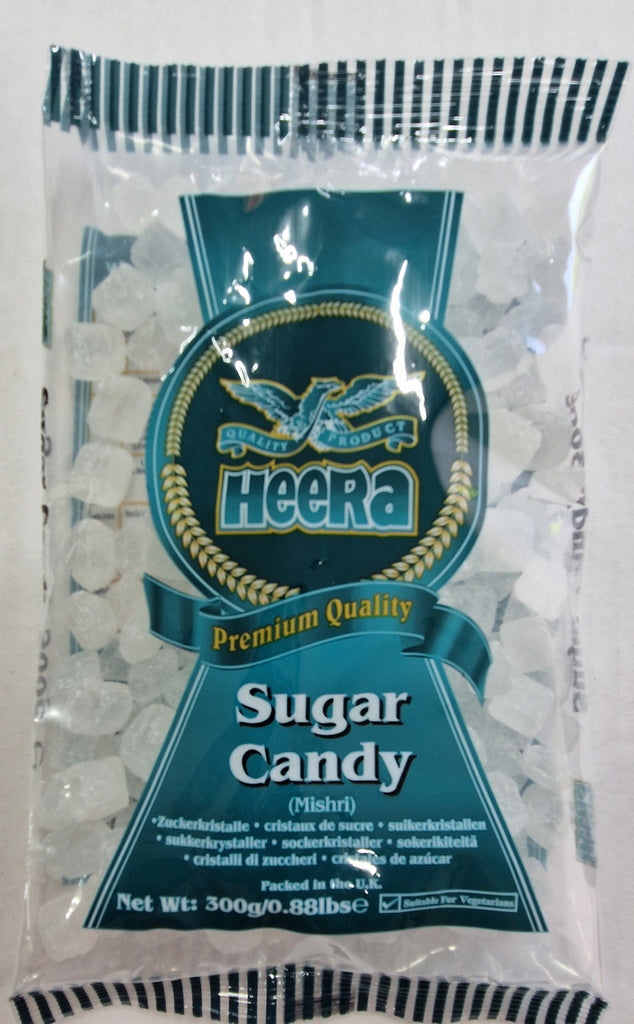 QUALITY PRODUCT
HEERA
Premium Quality
Sugar
Candy
(Mishri)
•Zuckerkristalle • cristaux de sucre • suikerkristallen
• sukkerkrystaller • sockerkristaller • sokerikiteitä
• cristalli di zuccheri • cristales de azúcar
Packed in the U.K.
Net Wt: 300g/0.88lbs℮ Suitable For Vegetarians